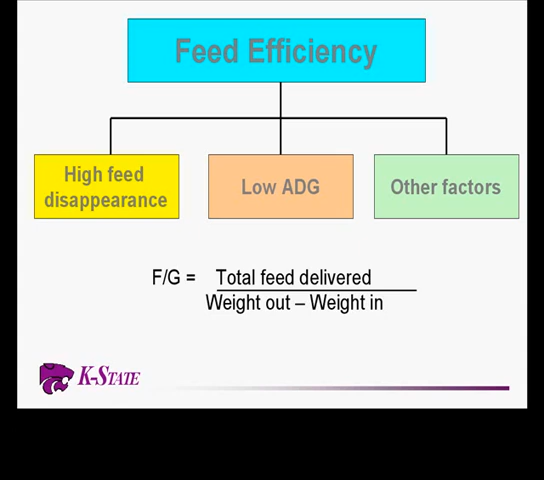 Feed Efficiency
High feed
disappearance
Low ADG
Other factors
F/G = Total feed delivered
Weight out – Weight in
K-STATE